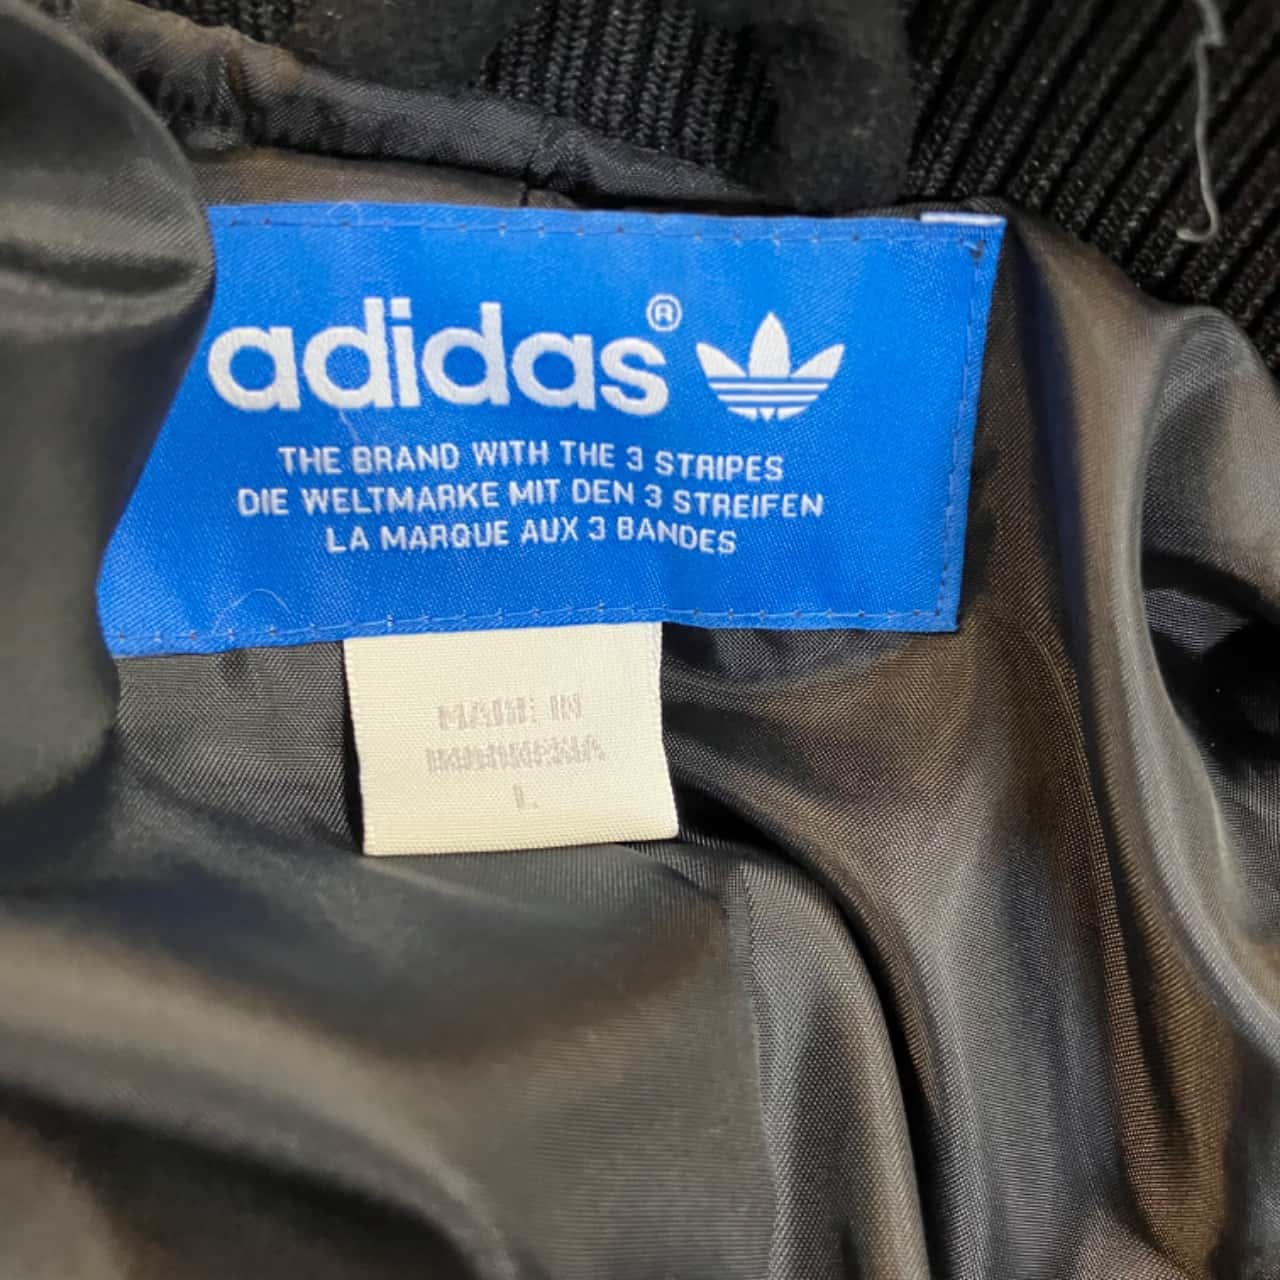 adidas®
THE BRAND WITH THE 3 STRIPES
DIE WELTMARKE MIT DEN 3 STREIFEN
LA MARQUE AUX 3 BANDES
MADE IN
L